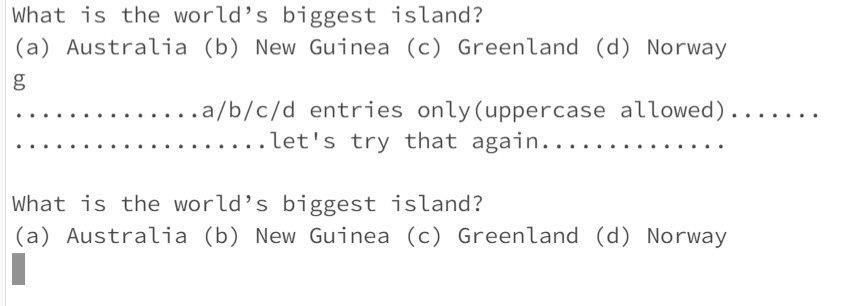 What is the world’s biggest island?
(a) Australia (b) New Guinea (c) Greenland (d) Norway
g
..............a/b/c/d entries only(uppercase allowed).......
...................let's try that again..............
What is the world’s biggest island?
(a) Australia (b) New Guinea (c) Greenland (d) Norway